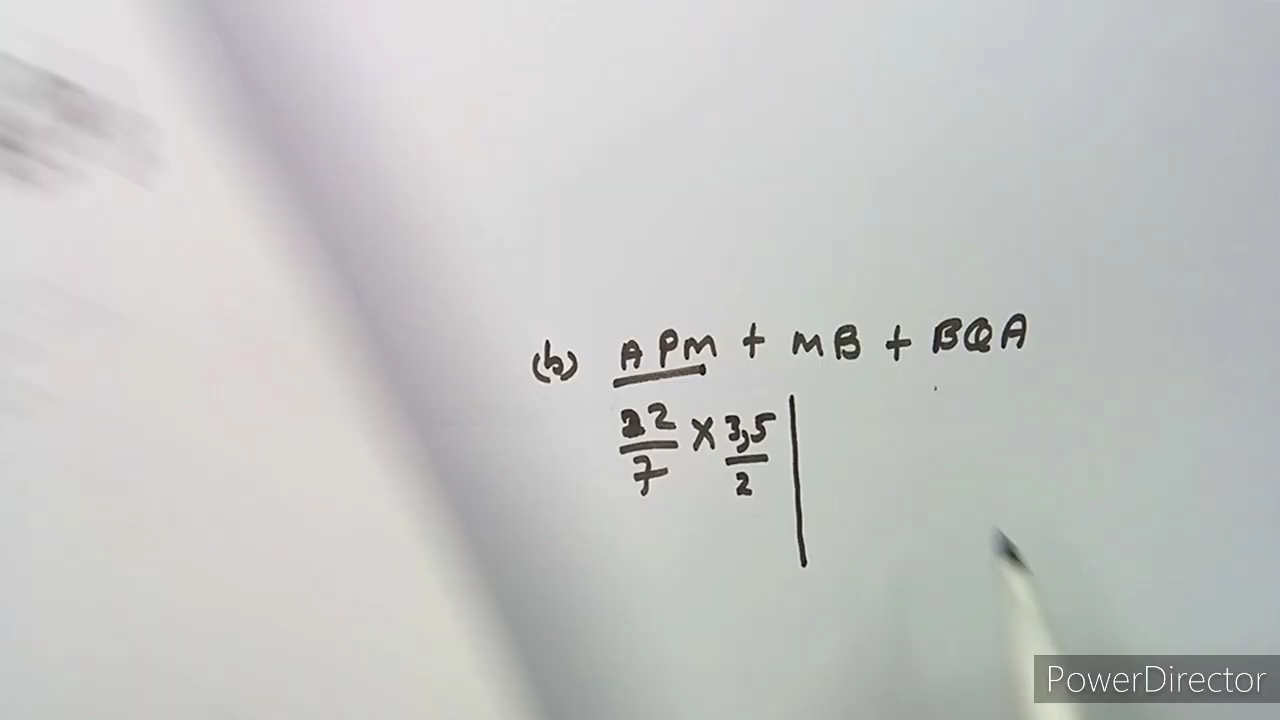 (b) APM + MB + BQA
22/7 × 3,5/2
PowerDirector